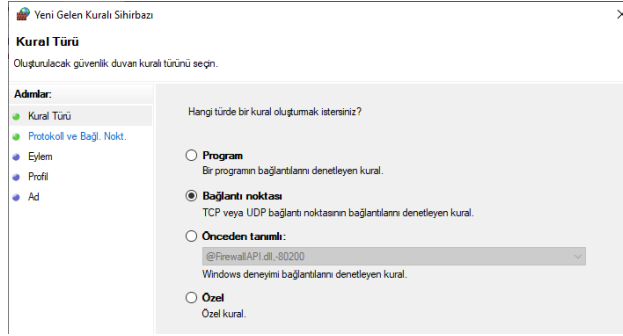 Yeni Gelen Kuralı Sihirbazı
Kural Türü
Oluşturulacak güvenlik duvarı kuralı türünü seçin.
Adımlar:
Kural Türü
Protokoll ve Bağl. Nokt.
Eylem
Profil
Ad
Hangi türde bir kural oluşturmak istersiniz?
Program
Bir programın bağlantılarını denetleyen kural.
Bağlantı noktası
TCP veya UDP bağlantı noktasının bağlantılarını denetleyen kural.
Önceden tanımlı:
@FirewallAPI.dll,-80200
Windows deneyimi bağlantılarını denetleyen kural.
Özel
Özel kural.